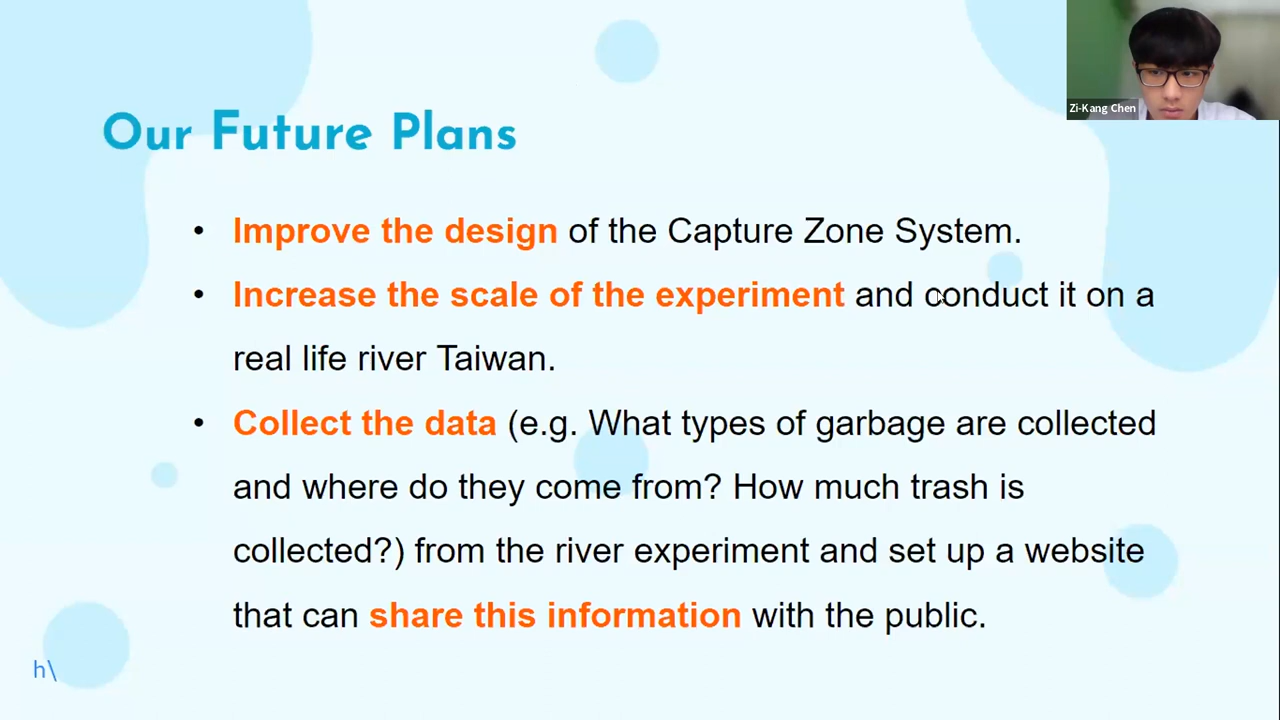 Zi-Kang Chen
Our Future Plans
• Improve the design of the Capture Zone System.
• Increase the scale of the experiment and conduct it on a
real life river Taiwan.
• Collect the data (e.g. What types of garbage are collected
and where do they come from? How much trash is
collected?) from the river experiment and set up a website
that can share this information with the public.
h\